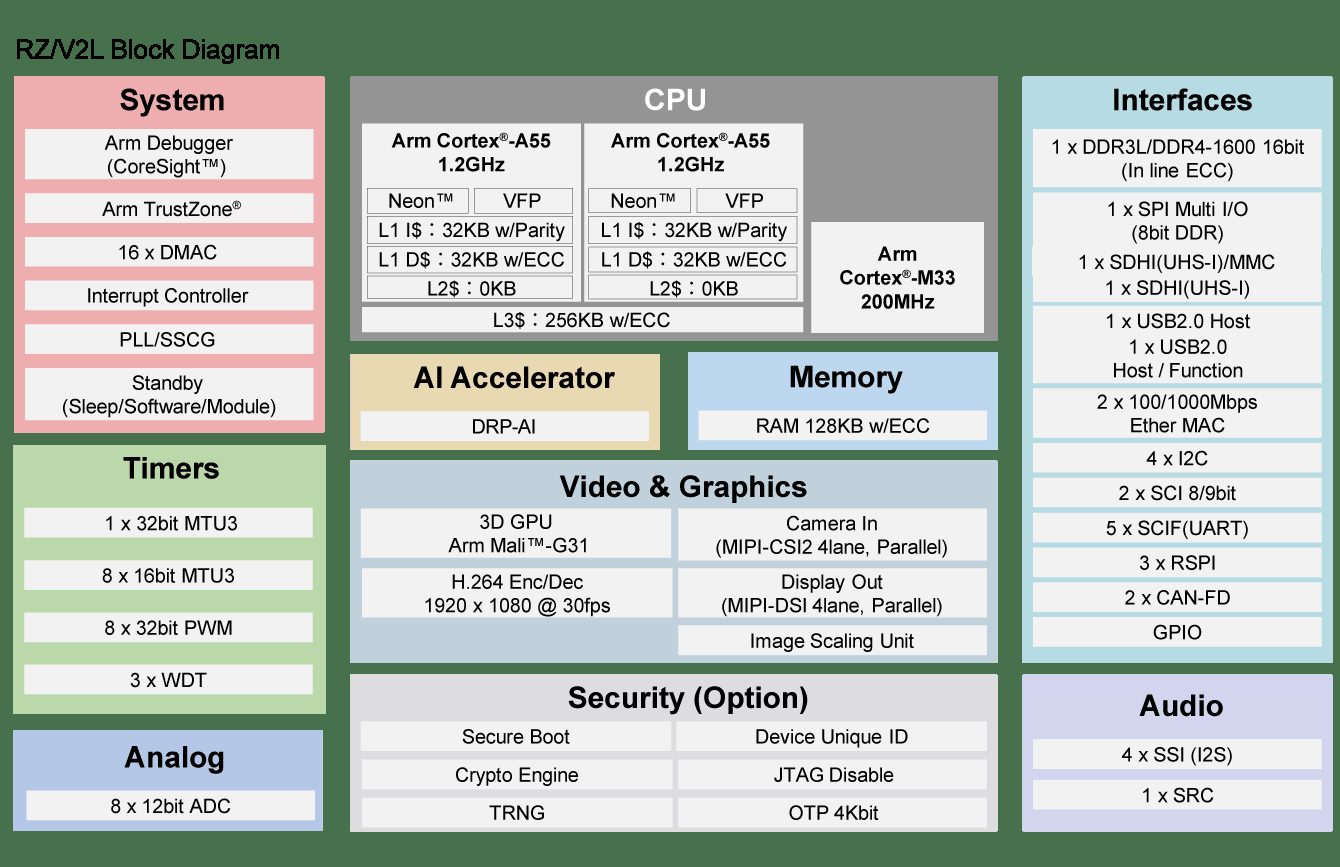 RZ/V2L Block Diagram
System
Arm Debugger
(CoreSight™)
Arm TrustZone®
16 x DMAC
Interrupt Controller
PLL/SSCG
Standby
(Sleep/Software/Module)
Timers
1 x 32bit MTU3
8 x 16bit MTU3
8 x 32bit PWM
3 x WDT
Analog
8 x 12bit ADC
CPU
Arm Cortex®-A55
1.2GHz
Neon™ VFP
L1 I$：32KB w/Parity
L1 D$：32KB w/ECC
L2$：0KB
Arm Cortex®-A55
1.2GHz
Neon™ VFP
L1 I$：32KB w/Parity
L1 D$：32KB w/ECC
L2$：0KB
L3$：256KB w/ECC
Arm
Cortex®-M33
200MHz
AI Accelerator
DRP-AI
Memory
RAM 128KB w/ECC
Video & Graphics
3D GPU
Arm Mali™-G31
Camera In
(MIPI-CSI2 4lane, Parallel)
H.264 Enc/Dec
1920 x 1080 @ 30fps
Display Out
(MIPI-DSI 4lane, Parallel)
Image Scaling Unit
Security (Option)
Secure Boot
Device Unique ID
Crypto Engine
JTAG Disable
TRNG
OTP 4Kbit
Interfaces
1 x DDR3L/DDR4-1600 16bit
(In line ECC)
1 x SPI Multi I/O
(8bit DDR)
1 x SDHI(UHS-I)/MMC
1 x SDHI(UHS-I)
1 x USB2.0 Host
1 x USB2.0
Host / Function
2 x 100/1000Mbps
Ether MAC
4 x I2C
2 x SCI 8/9bit
5 x SCIF(UART)
3 x RSPI
2 x CAN-FD
GPIO
Audio
4 x SSI (I2S)
1 x SRC